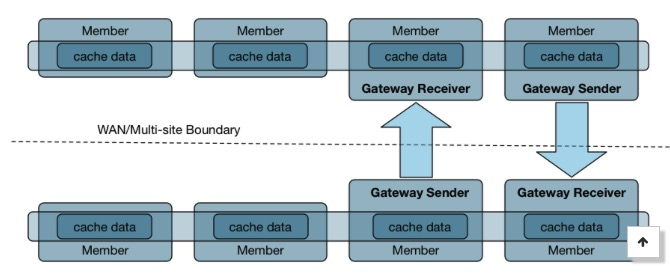 Member Member Member Member
cache data cache data cache data cache data
Gateway Receiver Gateway Sender
WAN/Multi-site Boundary
Gateway Sender Gateway Receiver
cache data cache data cache data cache data
Member Member Member Member